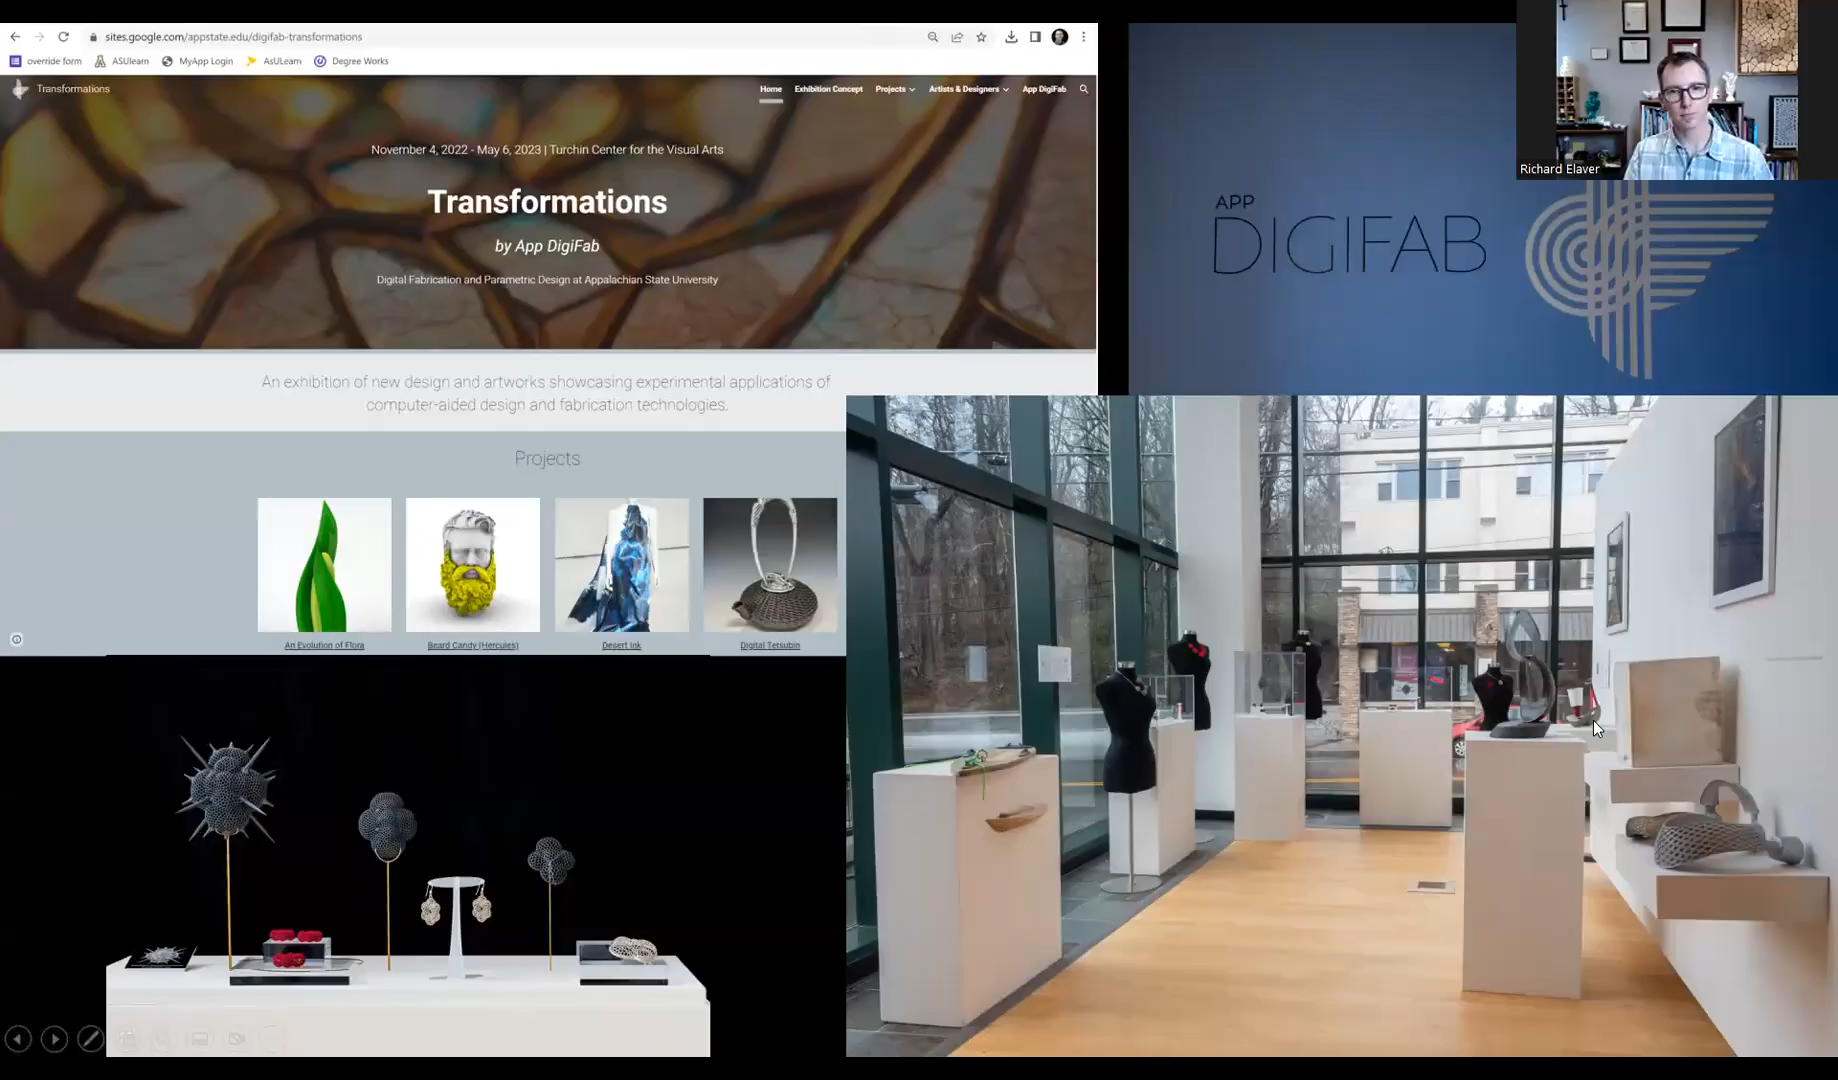 sites.google.com/appstate.edu/digifab-transformations
override form
ASUlearn
MyApp Login
AsULearn
Degree Works
Transformations
Home
Exhibition Concept
Projects
Artists & Designers
App DigiFab
November 4, 2022 - May 6, 2023 | Turchin Center for the Visual Arts
Transformations
by App DigiFab
Digital Fabrication and Parametric Design at Appalachian State University
An exhibition of new design and artworks showcasing experimental applications of
computer-aided design and fabrication technologies.
Projects
An Evolution of Flora
Beard Candy (Hercules)
Desert Ink
Digital Tetsubin
APP
DIGIFAB
Richard Elaver